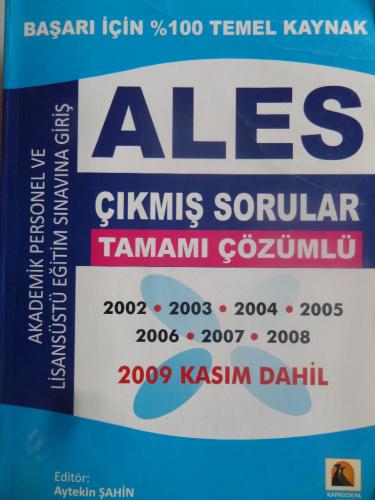 BAŞARI İÇİN %100 TEMEL KAYNAK
AKADEMİK PERSONEL VE
LİSANSÜSTÜ EĞİTİM SINAVINA GİRİŞ
ALES
ÇIKMIŞ SORULAR
TAMAMI ÇÖZÜMLÜ
2002 • 2003 • 2004 • 2005
2006 • 2007 • 2008
2009 KASIM DAHİL
Editör:
Aytekin ŞAHİN
KAPADOKYA